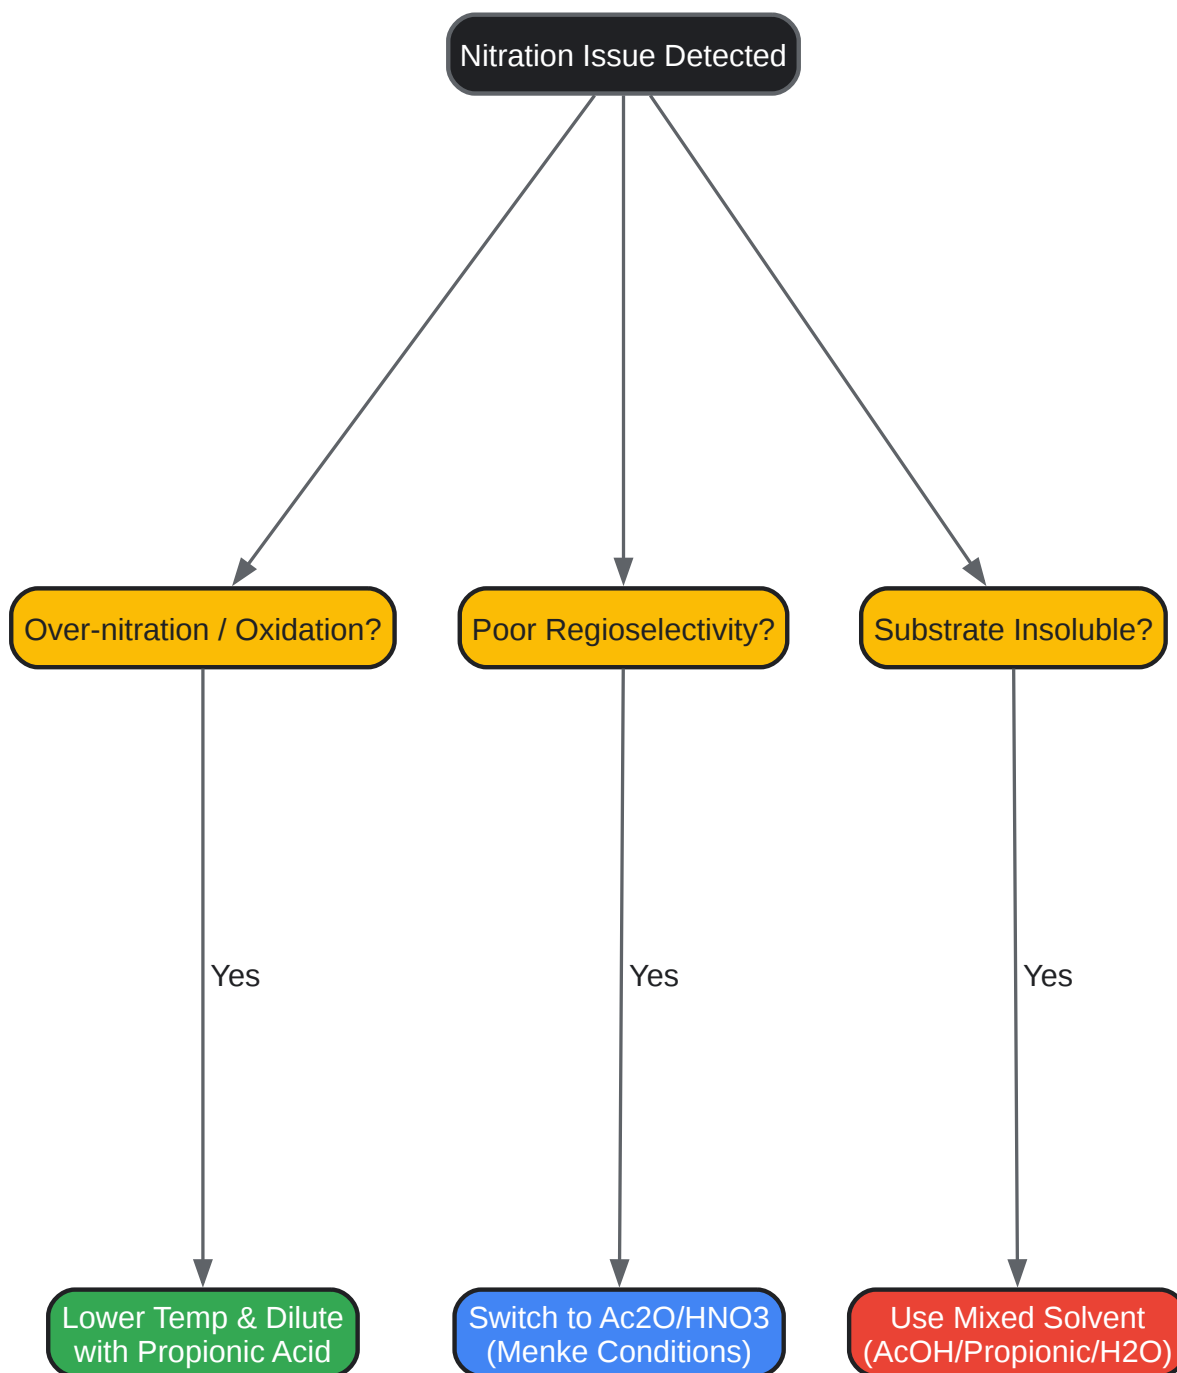 Nitration Issue Detected
Over-nitration / Oxidation?
Poor Regioselectivity?
Substrate Insoluble?
Yes
Yes
Yes
Lower Temp & Dilute
with Propionic Acid
Switch to Ac2O/HNO3
(Menke Conditions)
Use Mixed Solvent
(AcOH/Propionic/H2O)